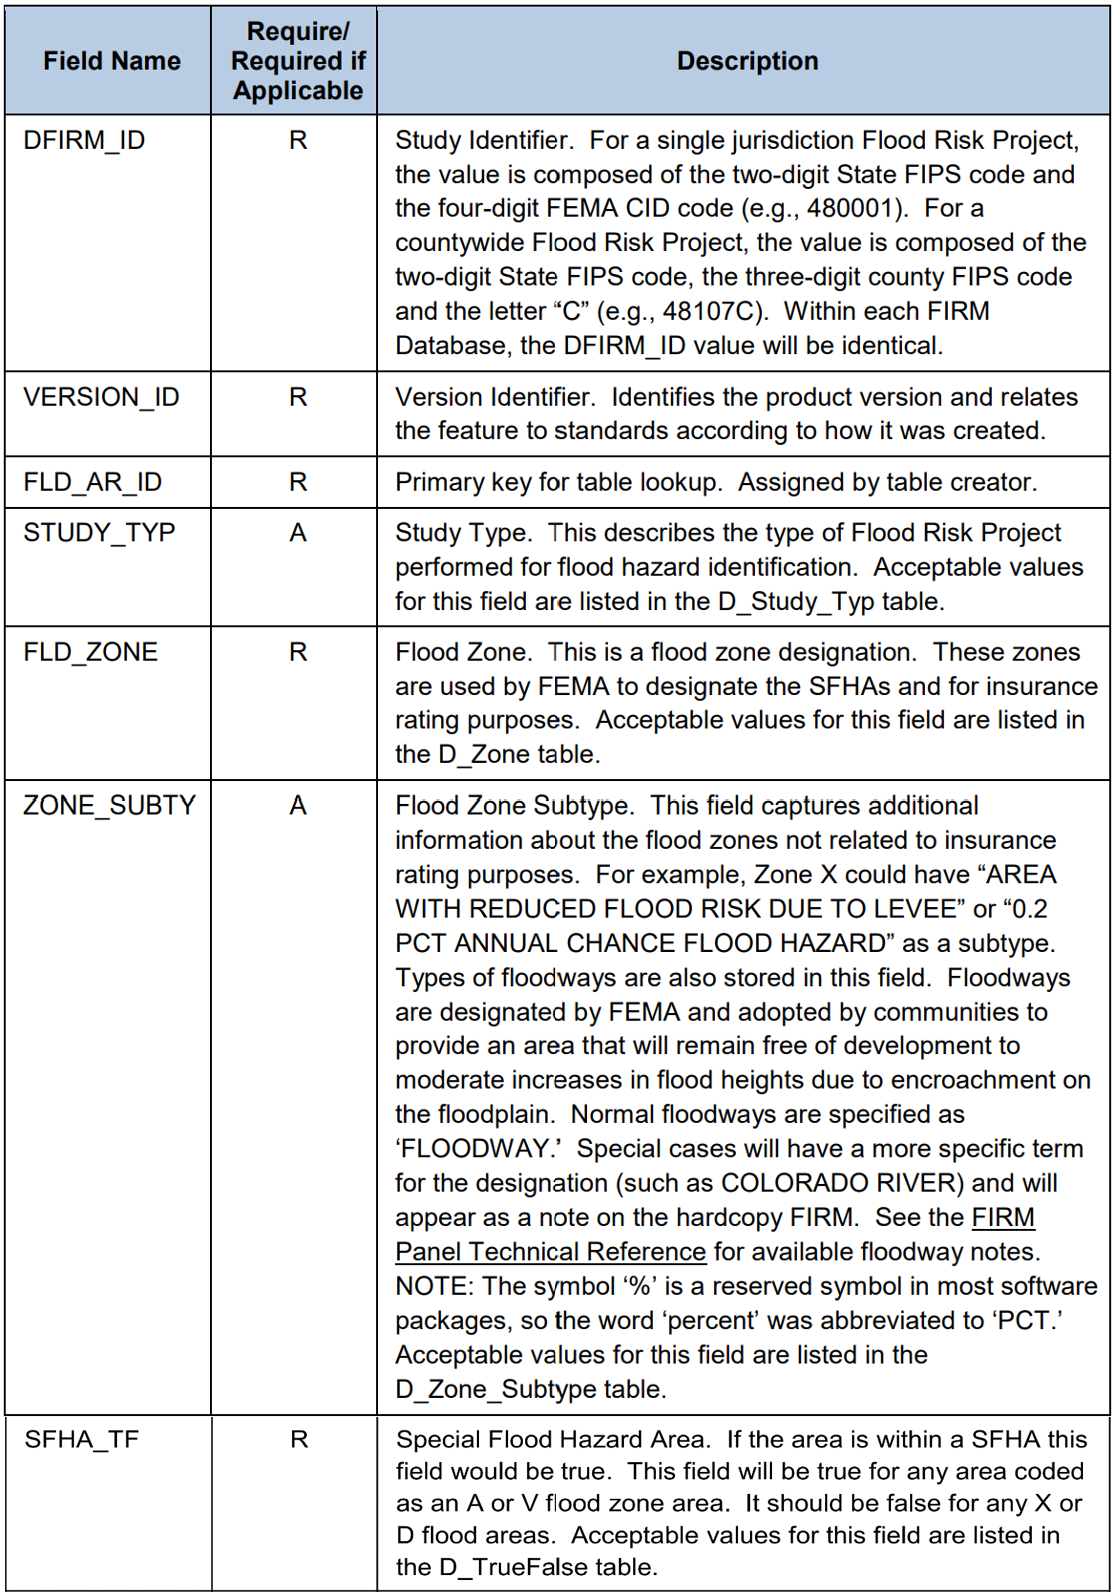 Field Name
Require/
Required if
Applicable
Description
DFIRM_ID
R
Study Identifier.  For a single jurisdiction Flood Risk Project,
the value is composed of the two-digit State FIPS code and
the four-digit FEMA CID code (e.g., 480001).  For a
countywide Flood Risk Project, the value is composed of the
two-digit State FIPS code, the three-digit county FIPS code
and the letter “C” (e.g., 48107C).  Within each FIRM
Database, the DFIRM_ID value will be identical.
VERSION_ID
R
Version Identifier.  Identifies the product version and relates
the feature to standards according to how it was created.
FLD_AR_ID
R
Primary key for table lookup.  Assigned by table creator.
STUDY_TYP
A
Study Type.  This describes the type of Flood Risk Project
performed for flood hazard identification.  Acceptable values
for this field are listed in the D_Study_Typ table.
FLD_ZONE
R
Flood Zone.  This is a flood zone designation.  These zones
are used by FEMA to designate the SFHAs and for insurance
rating purposes.  Acceptable values for this field are listed in
the D_Zone table.
ZONE_SUBTY
A
Flood Zone Subtype.  This field captures additional
information about the flood zones not related to insurance
rating purposes.  For example, Zone X could have “AREA
WITH REDUCED FLOOD RISK DUE TO LEVEE” or “0.2
PCT ANNUAL CHANCE FLOOD HAZARD” as a subtype.
Types of floodways are also stored in this field.  Floodways
are designated by FEMA and adopted by communities to
provide an area that will remain free of development to
moderate increases in flood heights due to encroachment on
the floodplain.  Normal floodways are specified as
‘FLOODWAY.’  Special cases will have a more specific term
for the designation (such as COLORADO RIVER) and will
appear as a note on the hardcopy FIRM.  See the FIRM
Panel Technical Reference for available floodway notes.
NOTE: The symbol ‘%’ is a reserved symbol in most software
packages, so the word ‘percent’ was abbreviated to ‘PCT.’
Acceptable values for this field are listed in the
D_Zone_Subtype table.
SFHA_TF
R
Special Flood Hazard Area.  If the area is within a SFHA this
field would be true.  This field will be true for any area coded
as an A or V flood zone area.  It should be false for any X or
D flood areas.  Acceptable values for this field are listed in
the D_TrueFalse table.